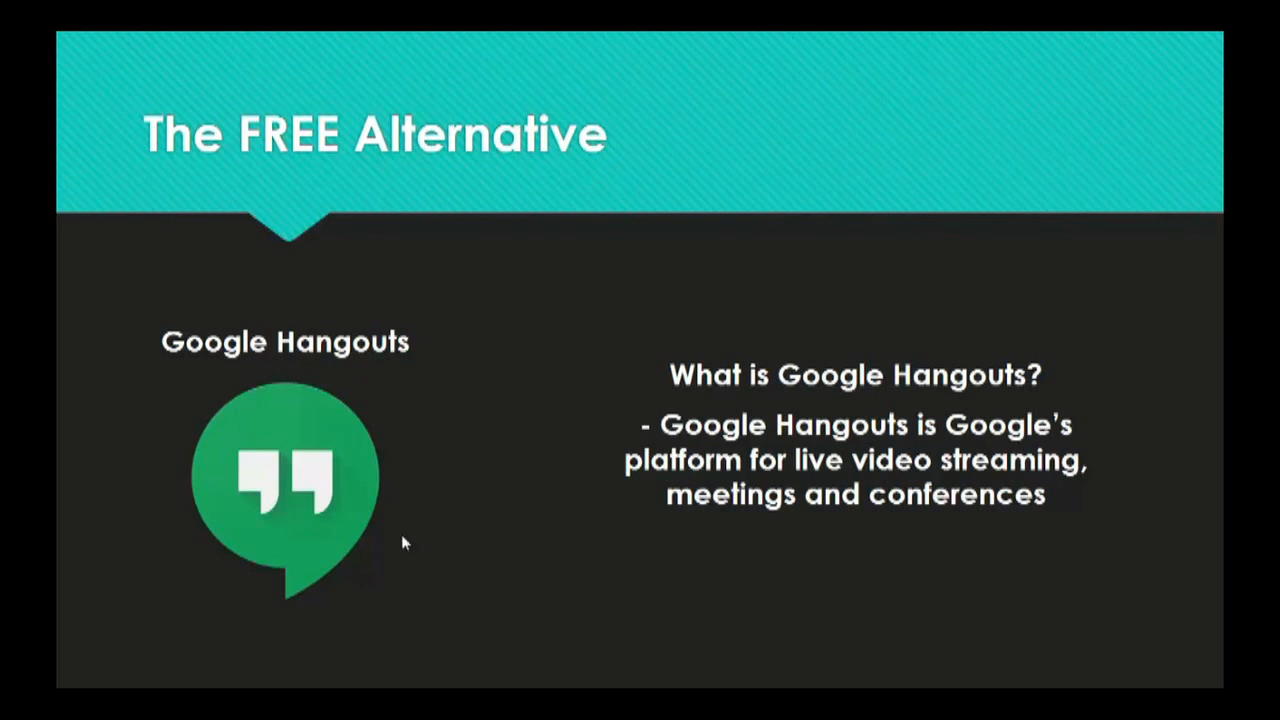 The FREE Alternative
Google Hangouts
What is Google Hangouts?
- Google Hangouts is Google’s
platform for live video streaming,
meetings and conferences